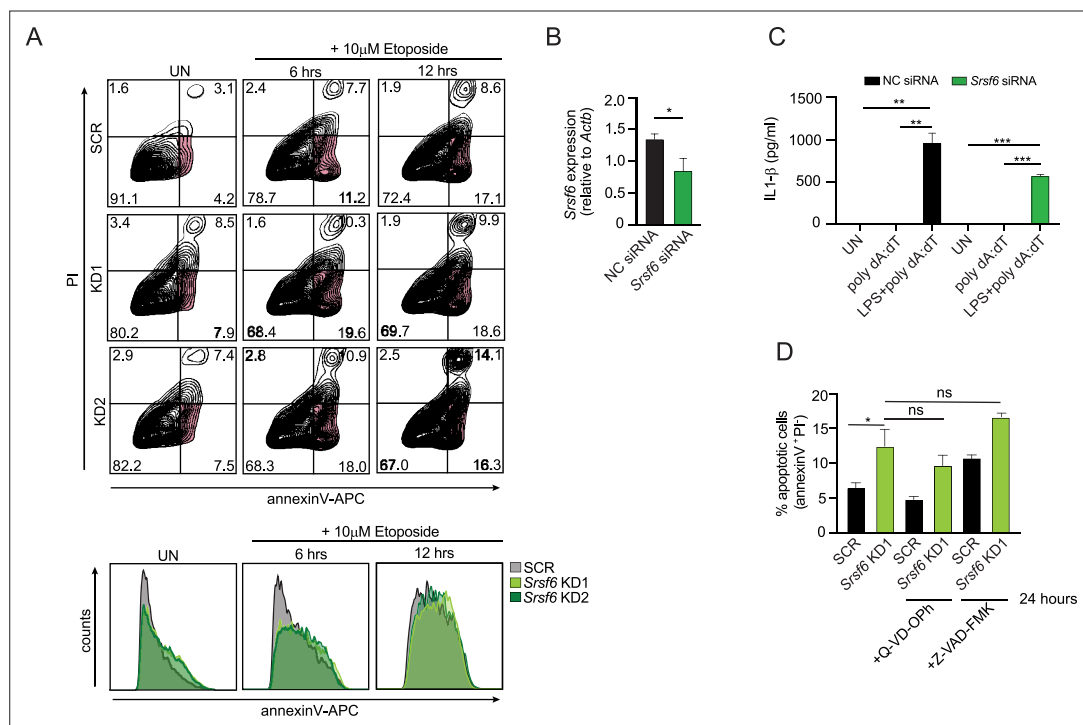 A
+ 10µM Etoposide
UN
6 hrs
12 hrs
SCR
1.6 3.1
91.1 4.2
2.4 7.7
78.7 11.2
1.9 8.6
72.4 17.1
PI
KD1
3.4 8.5
80.2 7.9
1.6 0.3
68.4 19.6
1.9 9.9
69.7 18.6
KD2
2.9 7.4
82.2 7.5
2.8 0.9
68.3 18.0
2.5 14.1
67.0 16.3
annexinV-APC
+ 10µM Etoposide
UN
6 hrs
12 hrs
SCR
Srsf6 KD1
Srsf6 KD2
counts
annexinV-APC
B
Srsf6 expression
(relative to Actb)
2.0
1.5
1.0
0.5
0
*
NC siRNA
Srsf6 siRNA
C
NC siRNA
Srsf6 siRNA
IL1-β (pg/ml)
1500
1000
500
0
**
**
***
***
UN
poly dA:dT
LPS+poly dA:dT
UN
poly dA:dT
LPS+poly dA:dT
D
% apoptotic cells
(annexinV⁺PI⁻)
20
15
10
5
0
ns
ns
*
SCR
Srsf6 KD1
SCR
Srsf6 KD1
SCR
Srsf6 KD1
+Q-VD-OPh
+Z-VAD-FMK
24 hours